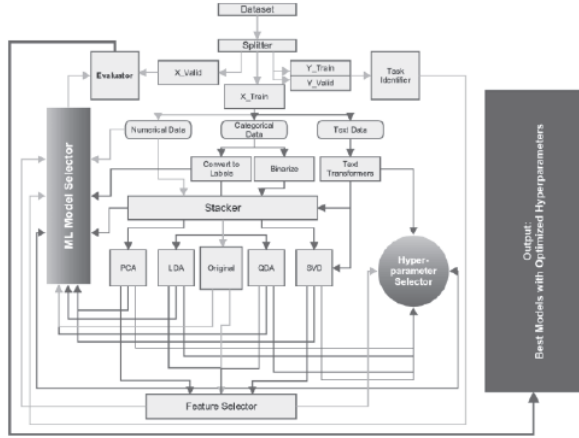 Dataset
Splitter
Evaluator
X_Valid
Y_Train
Y_Valid
Task
Identifier
X_Train
Numerical Data
Categorical
Data
Text Data
Convert to
Labels
Binarize
Text
Transformers
Stacker
ML Model Selector
PCA
LDA
Original
QDA
SVD
Hyper-
parameter
Selector
Feature Selector
Output:
Best Models with Optimized Hyperparameters